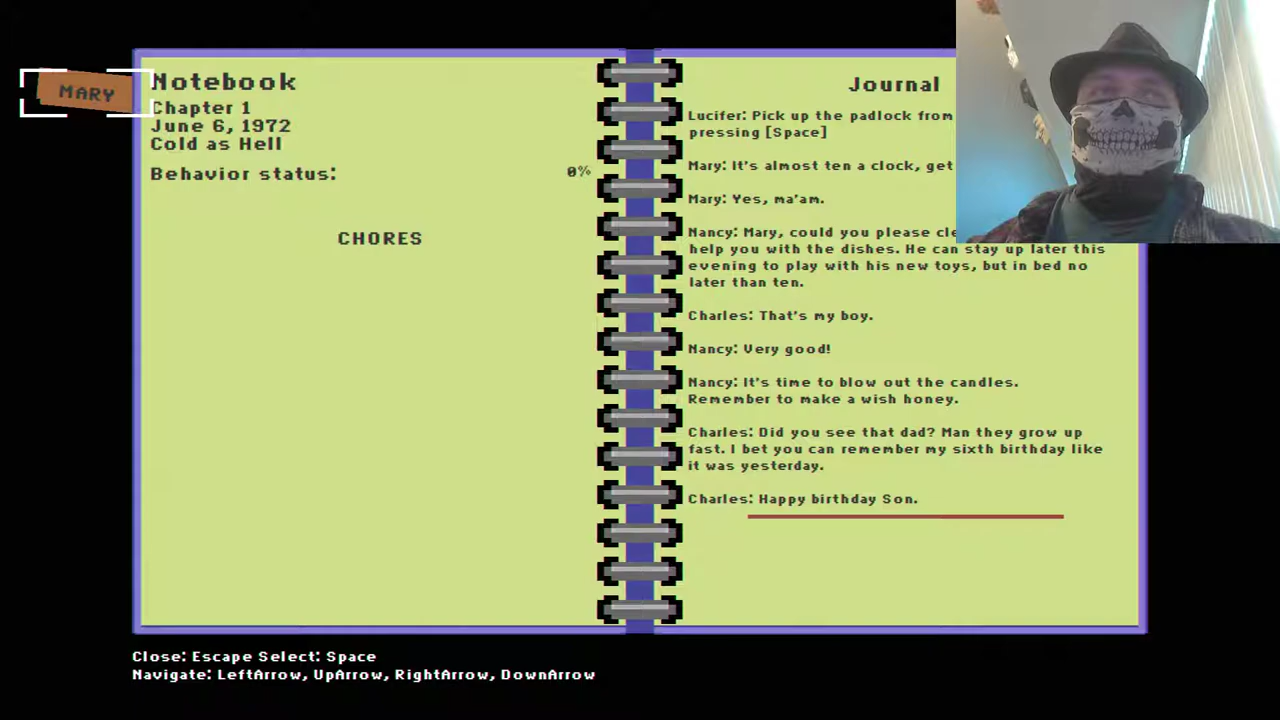 MARY
Notebook
Chapter 1
June 6, 1972
Cold as Hell
Behavior status: 0%
CHORES
Journal
Lucifer: Pick up the padlock from
pressing [Space]
Mary: It's almost ten a clock, get
Mary: Yes, ma'am.
Nancy: Mary, could you please
help you with the dishes. He can stay up later this
evening to play with his new toys, but in bed no
later than ten.
Charles: That's my boy.
Nancy: Very good!
Nancy: It's time to blow out the candles.
Remember to make a wish honey.
Charles: Did you see that dad? Man they grow up
fast. I bet you can remember my sixth birthday like
it was yesterday.
Charles: Happy birthday Son.
Close: Escape Select: Space
Navigate: LeftArrow, UpArrow, RightArrow, DownArrow